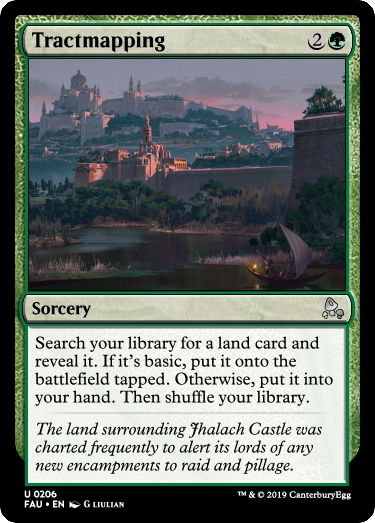 Tractmapping 2
Sorcery
Search your library for a land card and
reveal it. If it's basic, put it onto the
battlefield tapped. Otherwise, put it into
your hand. Then shuffle your library.
The land surrounding Jhalach Castle was
charted frequently to alert its lords of any
new encampments to raid and pillage.
U 0206
FAU • EN G LIULIAN
™ & © 2019 CanterburyEgg